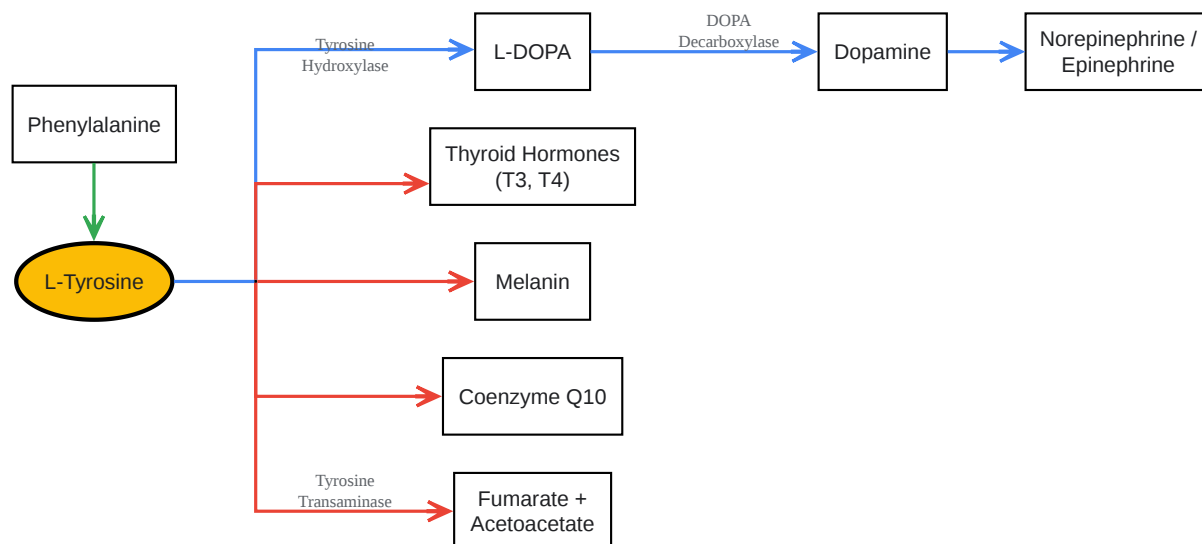 DOPA
Decarboxylase
Tyrosine
Hydroxylase
L-DOPA
Dopamine
Norepinephrine /
Epinephrine
Phenylalanine
Thyroid Hormones
(T3, T4)
L-Tyrosine
Melanin
Coenzyme Q10
Tyrosine
Transaminase
Fumarate +
Acetoacetate